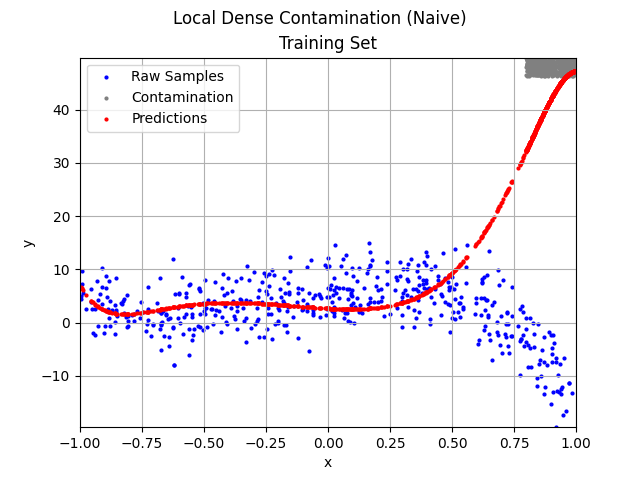 Local Dense Contamination (Naive)
Training Set
Raw Samples
Contamination
Predictions
y
40
30
20
10
0
−10
−1.00 −0.75 −0.50 −0.25 0.00 0.25 0.50 0.75 1.00
x